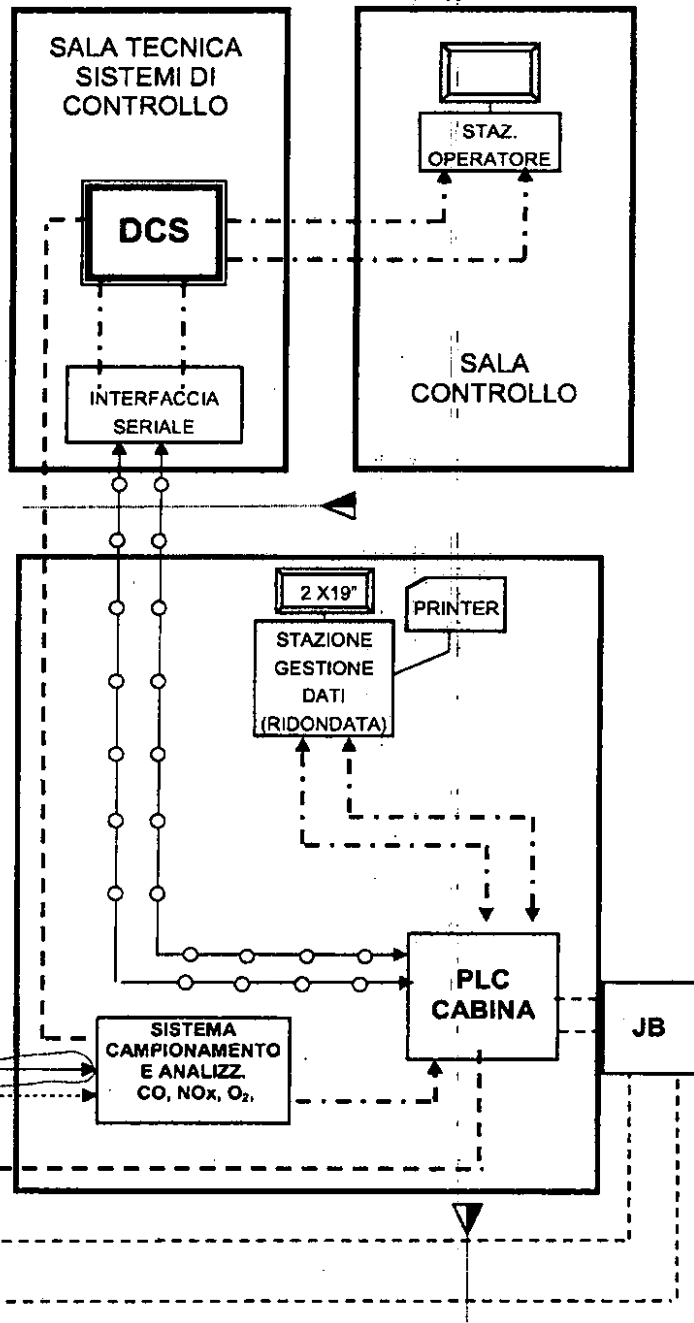 SALA TECNICA
SISTEMI DI
CONTROLLO
DCS
INTERFACCIA
SERIALE
STAZ.
OPERATORE
SALA
CONTROLLO
2 X19"
PRINTER
STAZIONE
GESTIONE
DATI
(RIDONDATA)
PLC
CABINA
JB
SISTEMA
CAMPIONAMENTO
E ANALIZZ.
CO, NOx, O₂,